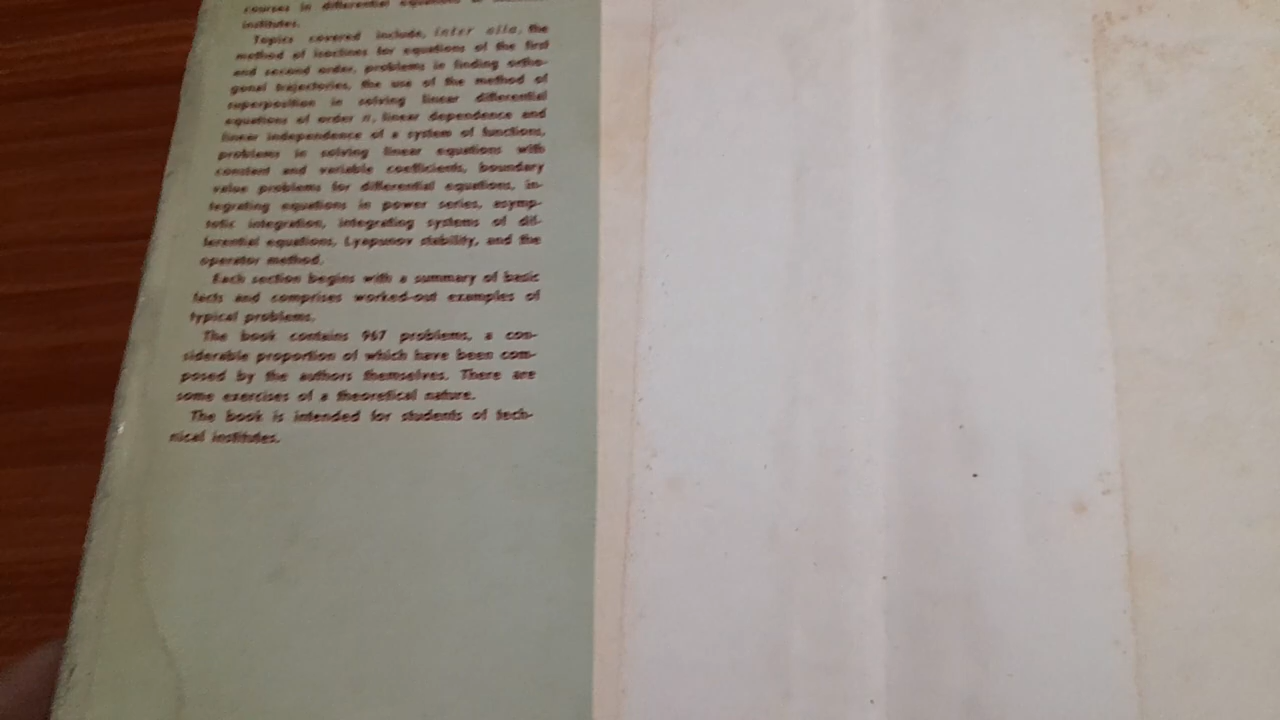 courses in differential equations
institutes.
Topics covered include, inter alia, the
method of isoclines for equations of the first
and second order, problems in finding ortho-
gonal trajectories, the use of the method of
superposition in solving linear differential
equations of order n, linear dependence and
linear independence of a system of functions,
problems in solving linear equations with
constant and variable coefficients, boundary
value problems for differential equations, in-
tegrating equations in power series, asymp-
totic integration, integrating systems of dif-
ferential equations, Lyapunov stability, and the
operator method.
Each section begins with a summary of basic
facts and comprises worked-out examples of
typical problems.
The book contains 967 problems, a con-
siderable proportion of which have been com-
posed by the authors themselves. There are
some exercises of a theoretical nature.
The book is intended for students of tech-
nical institutes.